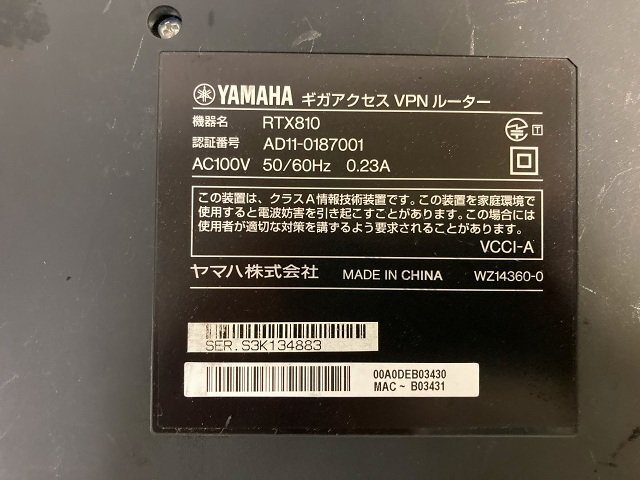 YAMAHA ギガアクセス VPN ルーター
機器名 RTX810
認証番号 AD11-0187001
AC100V 50/60Hz 0.23A
T
この装置は、クラスA情報技術装置です。この装置を家庭環境で
使用すると電波妨害を引き起こすことがあります。この場合には
使用者が適切な対策を講ずるよう要求されることがあります。
VCCI-A
ヤマハ株式会社 MADE IN CHINA WZ14360-0
SER. S3K134883
00A0DEB03430
MAC ~ B03431